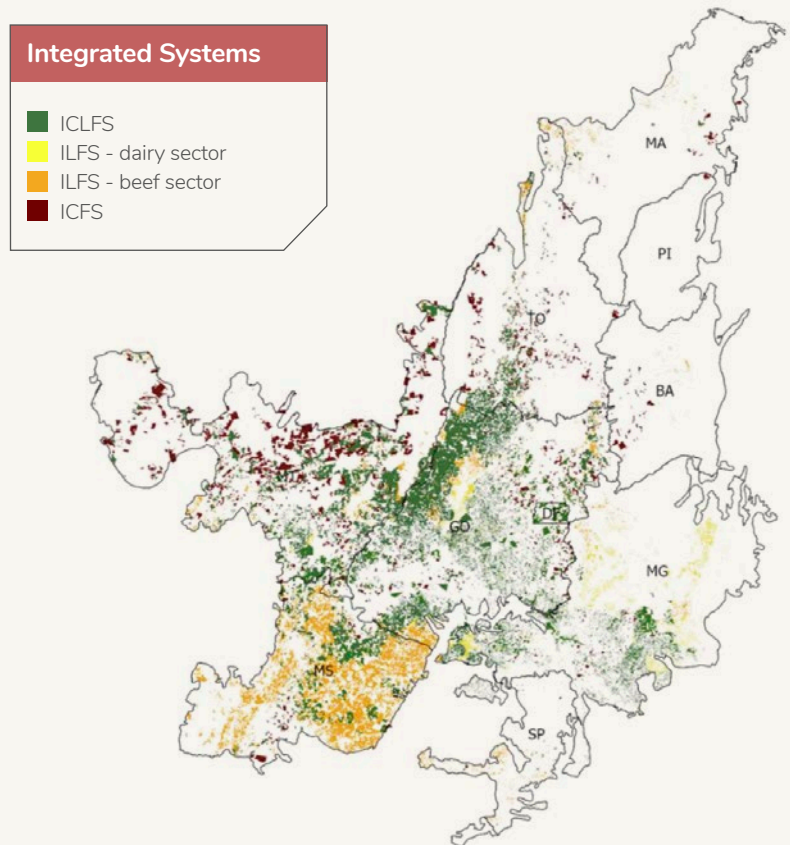 Integrated Systems
ICLFS
ILFS - dairy sector
ILFS - beef sector
ICFS
MA
PI
TO
BA
DF
GO
MG
MS
SP